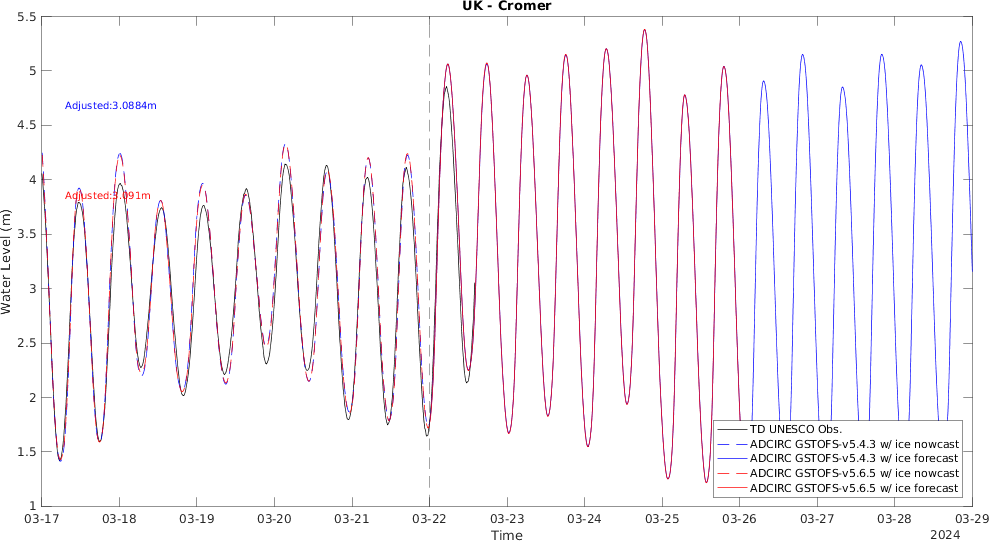 UK - Cromer
5.5
5
4.5
4
3.5
3
2.5
2
1.5
1
Water Level (m)
Adjusted:3.0884m
Adjusted:3.091m
TD UNESCO Obs.
ADCIRC GSTOFS-v5.4.3 w/ ice nowcast
ADCIRC GSTOFS-v5.4.3 w/ ice forecast
ADCIRC GSTOFS-v5.6.5 w/ ice nowcast
ADCIRC GSTOFS-v5.6.5 w/ ice forecast
03-17 03-18 03-19 03-20 03-21 03-22 03-23 03-24 03-25 03-26 03-27 03-28 03-29
Time
2024